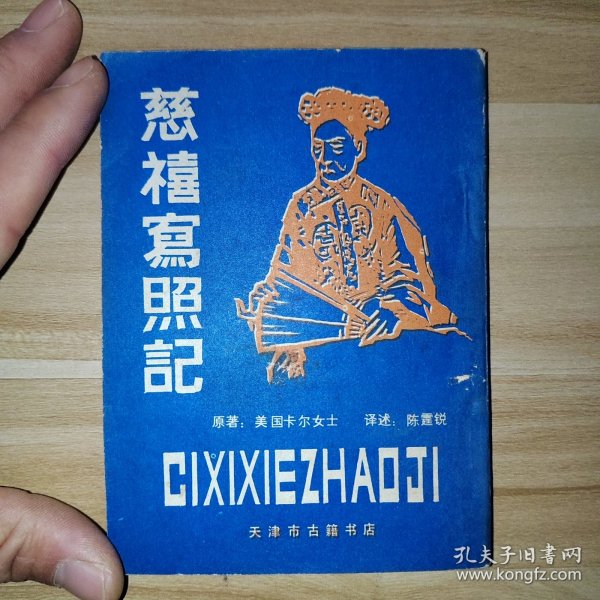 慈禧寫照記
原著：美国卡尔女士 译述：陈霆锐
CIXIXIEZHAOJI
天津市古籍书店
孔夫子旧书网
www.kongfz.com